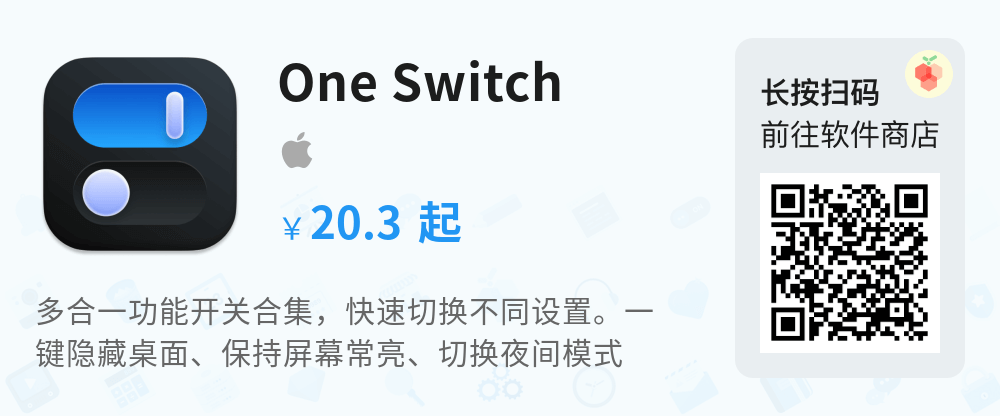 One Switch
¥ 20.3 起
多合一功能开关合集，快速切换不同设置。一
键隐藏桌面、保持屏幕常亮、切换夜间模式
长按扫码
前往软件商店